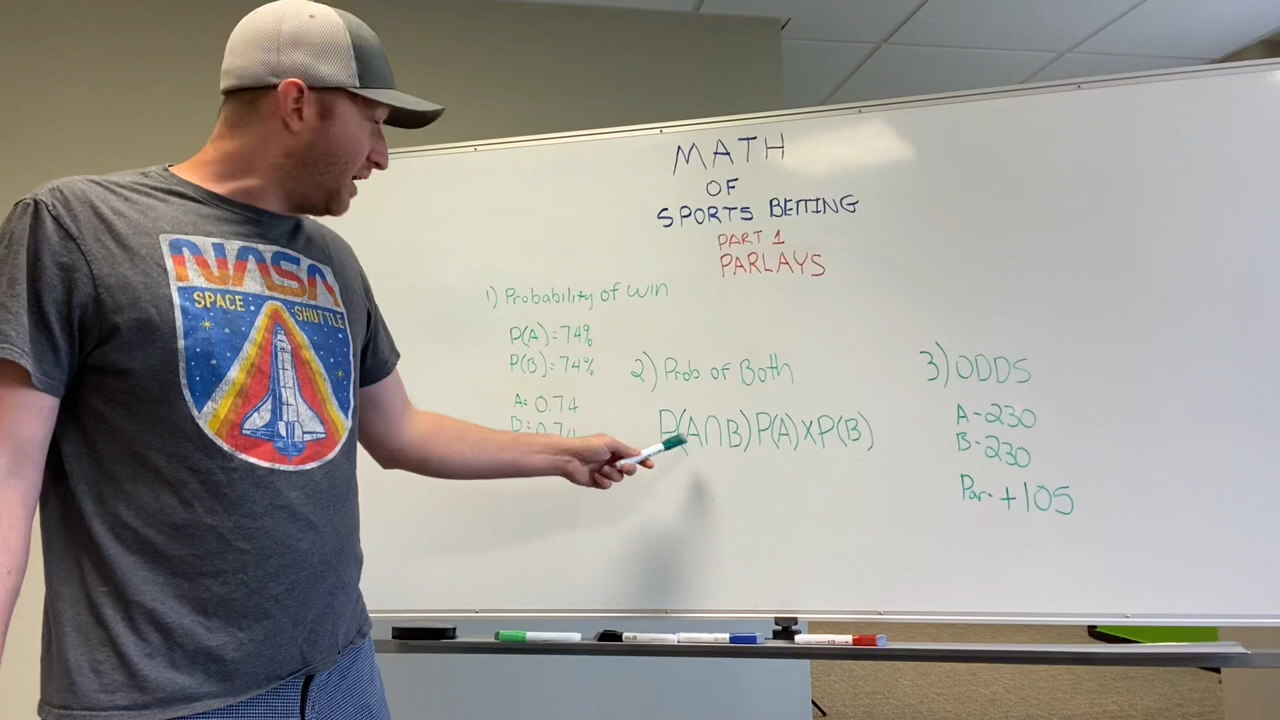 MATH
OF
SPORTS BETTING
PART 1
PARLAYS
1) Probability of win
P(A)=74%
P(B)=74%
A=0.74
B=0.74
2) Prob. of Both
P(A∩B)P(A)XP(B)
3) ODDS
A-230
B-230
Par-+105
NASA
SPACE SHUTTLE